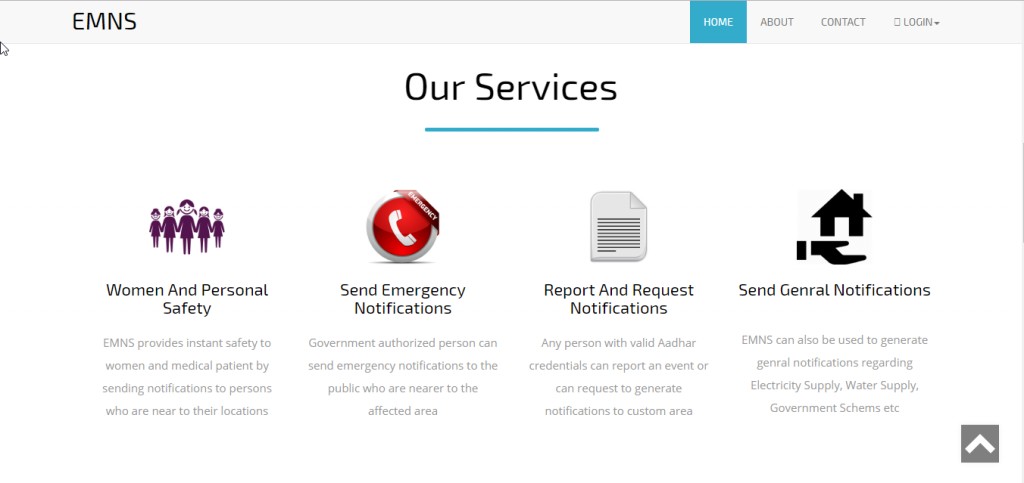 EMNS
HOME ABOUT CONTACT LOGIN
Our Services
EMERGENCY
Women And Personal
Safety
EMNS provides instant safety to
women and medical patient by
sending notifications to persons
who are near to their locations
Send Emergency
Notifications
Government authorized person can
send emergency notifications to the
public who are nearer to the
affected area
Report And Request
Notifications
Any person with valid Aadhar
credentials can report an event or
can request to generate
notifications to custom area
Send Genral Notifications
EMNS can also be used to generate
genral notifications regarding
Electricity Supply, Water Supply,
Government Schems etc